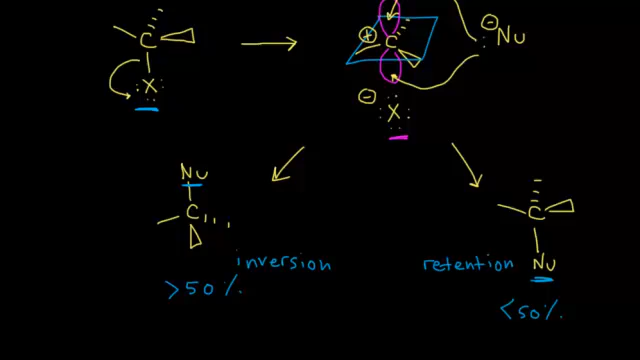 C
:X:
⊕ C
⊖
:Nu
⊖
:X:
Nu
C
inversion
>50%
C
retention
Nu
<50%